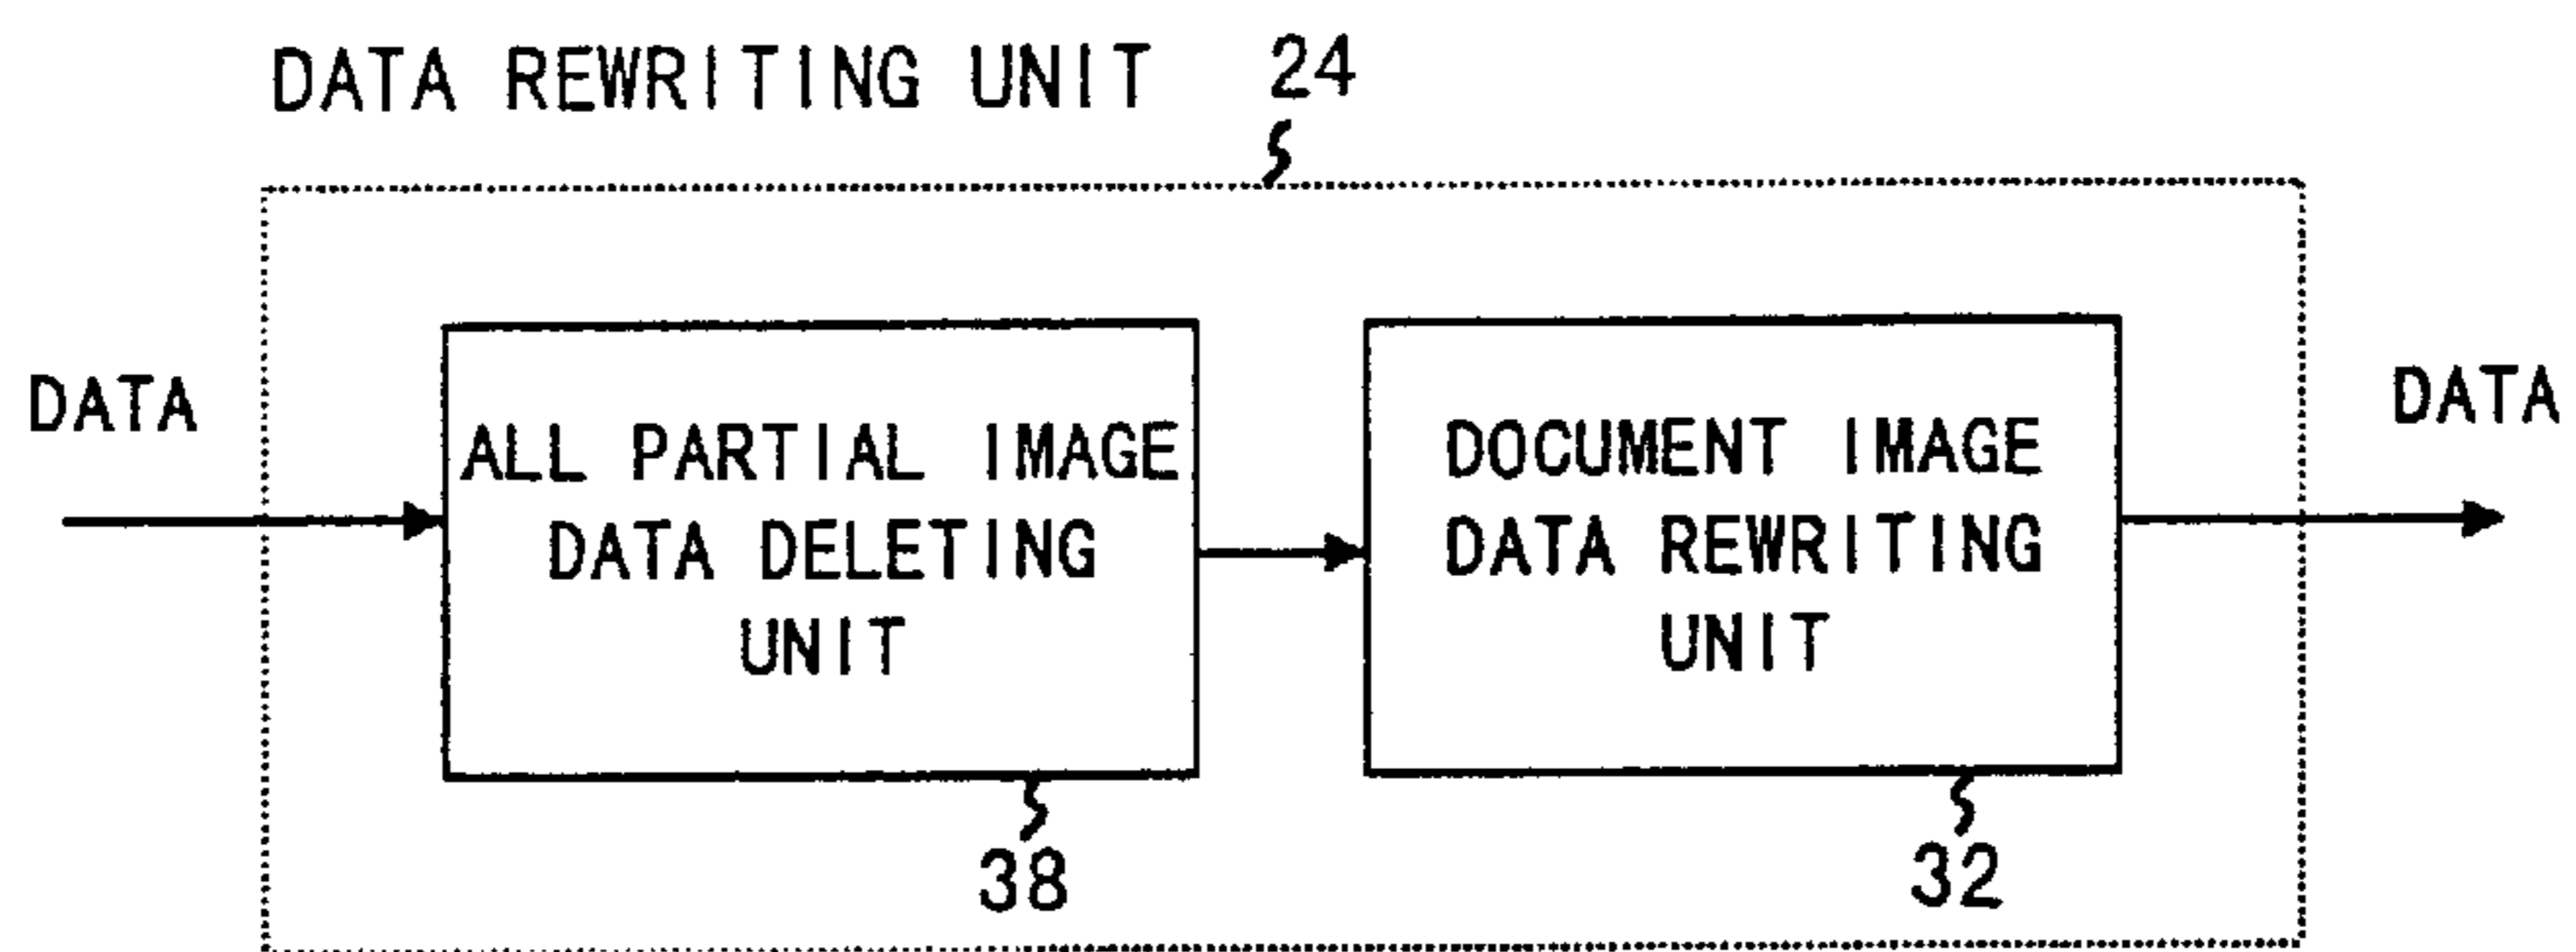 DATA REWRITING UNIT 24
DATA
ALL PARTIAL IMAGE
DATA DELETING
UNIT
38
DOCUMENT IMAGE
DATA REWRITING
UNIT
32
DATA